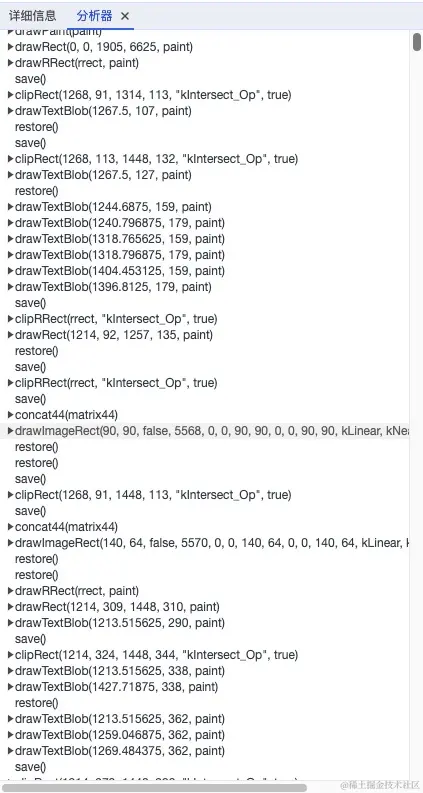 详细信息 分析器 ✕
drawPaint(paint)
drawRect(0, 0, 1905, 6625, paint)
drawRRect(rrect, paint)
save()
clipRect(1268, 91, 1314, 113, "kIntersect_Op", true)
drawTextBlob(1267.5, 107, paint)
restore()
save()
clipRect(1268, 113, 1448, 132, "kIntersect_Op", true)
drawTextBlob(1267.5, 127, paint)
restore()
drawTextBlob(1244.6875, 159, paint)
drawTextBlob(1240.796875, 179, paint)
drawTextBlob(1318.765625, 159, paint)
drawTextBlob(1318.796875, 179, paint)
drawTextBlob(1404.453125, 159, paint)
drawTextBlob(1396.8125, 179, paint)
save()
clipRRect(rrect, "kIntersect_Op", true)
drawRect(1214, 92, 1257, 135, paint)
restore()
save()
clipRRect(rrect, "kIntersect_Op", true)
save()
concat44(matrix44)
drawImageRect(90, 90, false, 5568, 0, 0, 90, 90, 0, 0, 90, 90, kLinear, kNea
restore()
restore()
save()
clipRect(1268, 91, 1448, 113, "kIntersect_Op", true)
save()
concat44(matrix44)
drawImageRect(140, 64, false, 5570, 0, 0, 140, 64, 0, 0, 140, 64, kLinear, k
restore()
restore()
drawRRect(rrect, paint)
drawRect(1214, 309, 1448, 310, paint)
drawTextBlob(1213.515625, 290, paint)
save()
clipRect(1214, 324, 1448, 344, "kIntersect_Op", true)
drawTextBlob(1213.515625, 338, paint)
drawTextBlob(1427.71875, 338, paint)
restore()
drawTextBlob(1213.515625, 362, paint)
drawTextBlob(1259.046875, 362, paint)
drawTextBlob(1269.484375, 362, paint)
save()
@稀土掘金技术社区